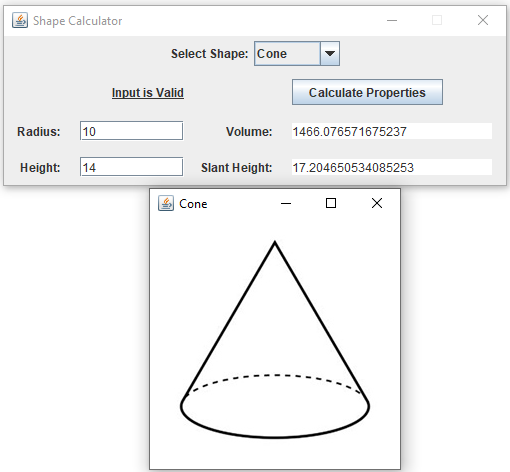 Shape Calculator
Select Shape: Cone
Input is Valid Calculate Properties
Radius: 10 Volume: 1466.076571675237
Height: 14 Slant Height: 17.204650534085253
Cone